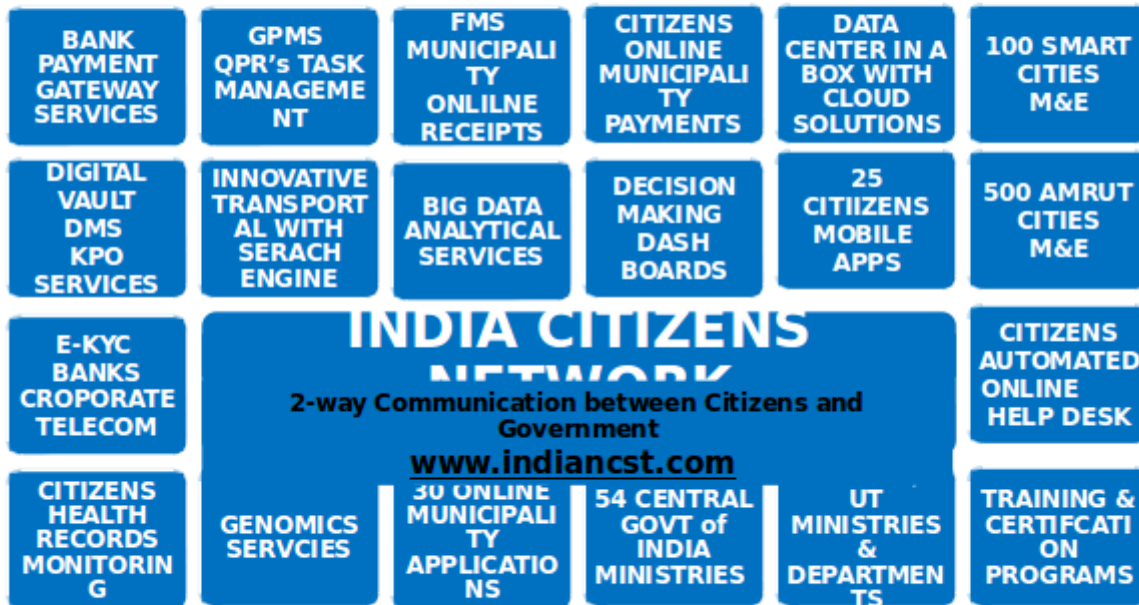 BANK
PAYMENT
GATEWAY
SERVICES
GPMS
QPR’s TASK
MANAGEME
NT
FMS
MUNICIPALI
TY
ONLILNE
RECEIPTS
CITIZENS
ONLINE
MUNICIPALI
TY
PAYMENTS
DATA
CENTER IN A
BOX WITH
CLOUD
SOLUTIONS
100 SMART
CITIES
M&E
DIGITAL
VAULT
DMS
KPO
SERVICES
INNOVATIVE
TRANSPORT
AL WITH
SERACH
ENGINE
BIG DATA
ANALYTICAL
SERVICES
DECISION
MAKING
DASH
BOARDS
25
CITIIZENS
MOBILE
APPS
500 AMRUT
CITIES
M&E
E-KYC
BANKS
CROPORATE
TELECOM
INDIA CITIZENS
NETWORK
2-way Communication between Citizens and
Government
www.indiancst.com
CITIZENS
AUTOMATED
ONLINE
HELP DESK
CITIZENS
HEALTH
RECORDS
MONITORIN
G
GENOMICS
SERVCIES
30 ONLINE
MUNICIPALI
TY
APPLICATIO
NS
54 CENTRAL
GOVT of
INDIA
MINISTRIES
UT
MINISTRIES
&
DEPARTMEN
TS
TRAINING &
CERTIFCATI
ON
PROGRAMS